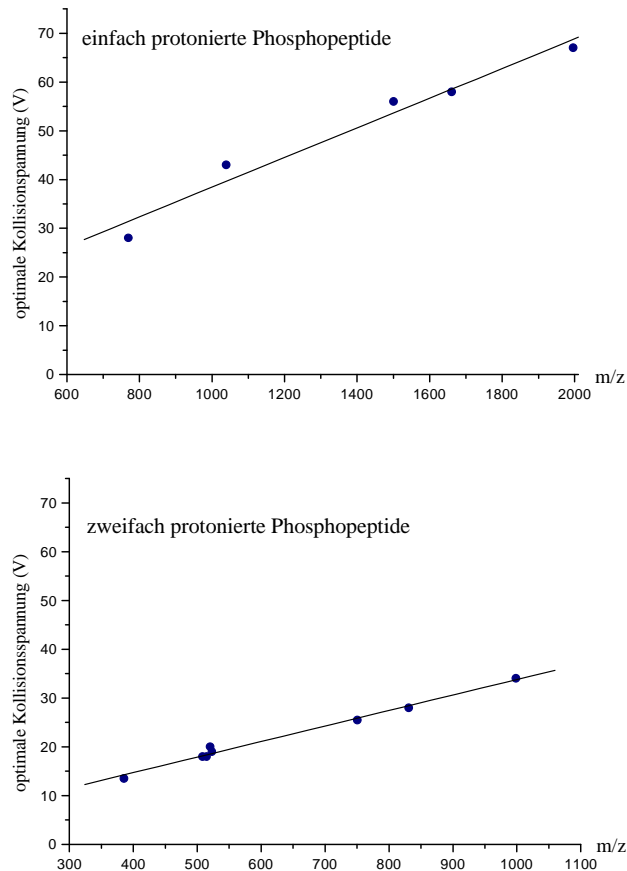 70
einfach protonierte Phosphopeptide
60
50
40
30
20
10
0
optimale Kollisionspannung (V)
600 800 1000 1200 1400 1600 1800 2000
m/z
70
zweifach protonierte Phosphopeptide
60
50
40
30
20
10
0
optimale Kollisionsspannung (V)
300 400 500 600 700 800 900 1000 1100
m/z